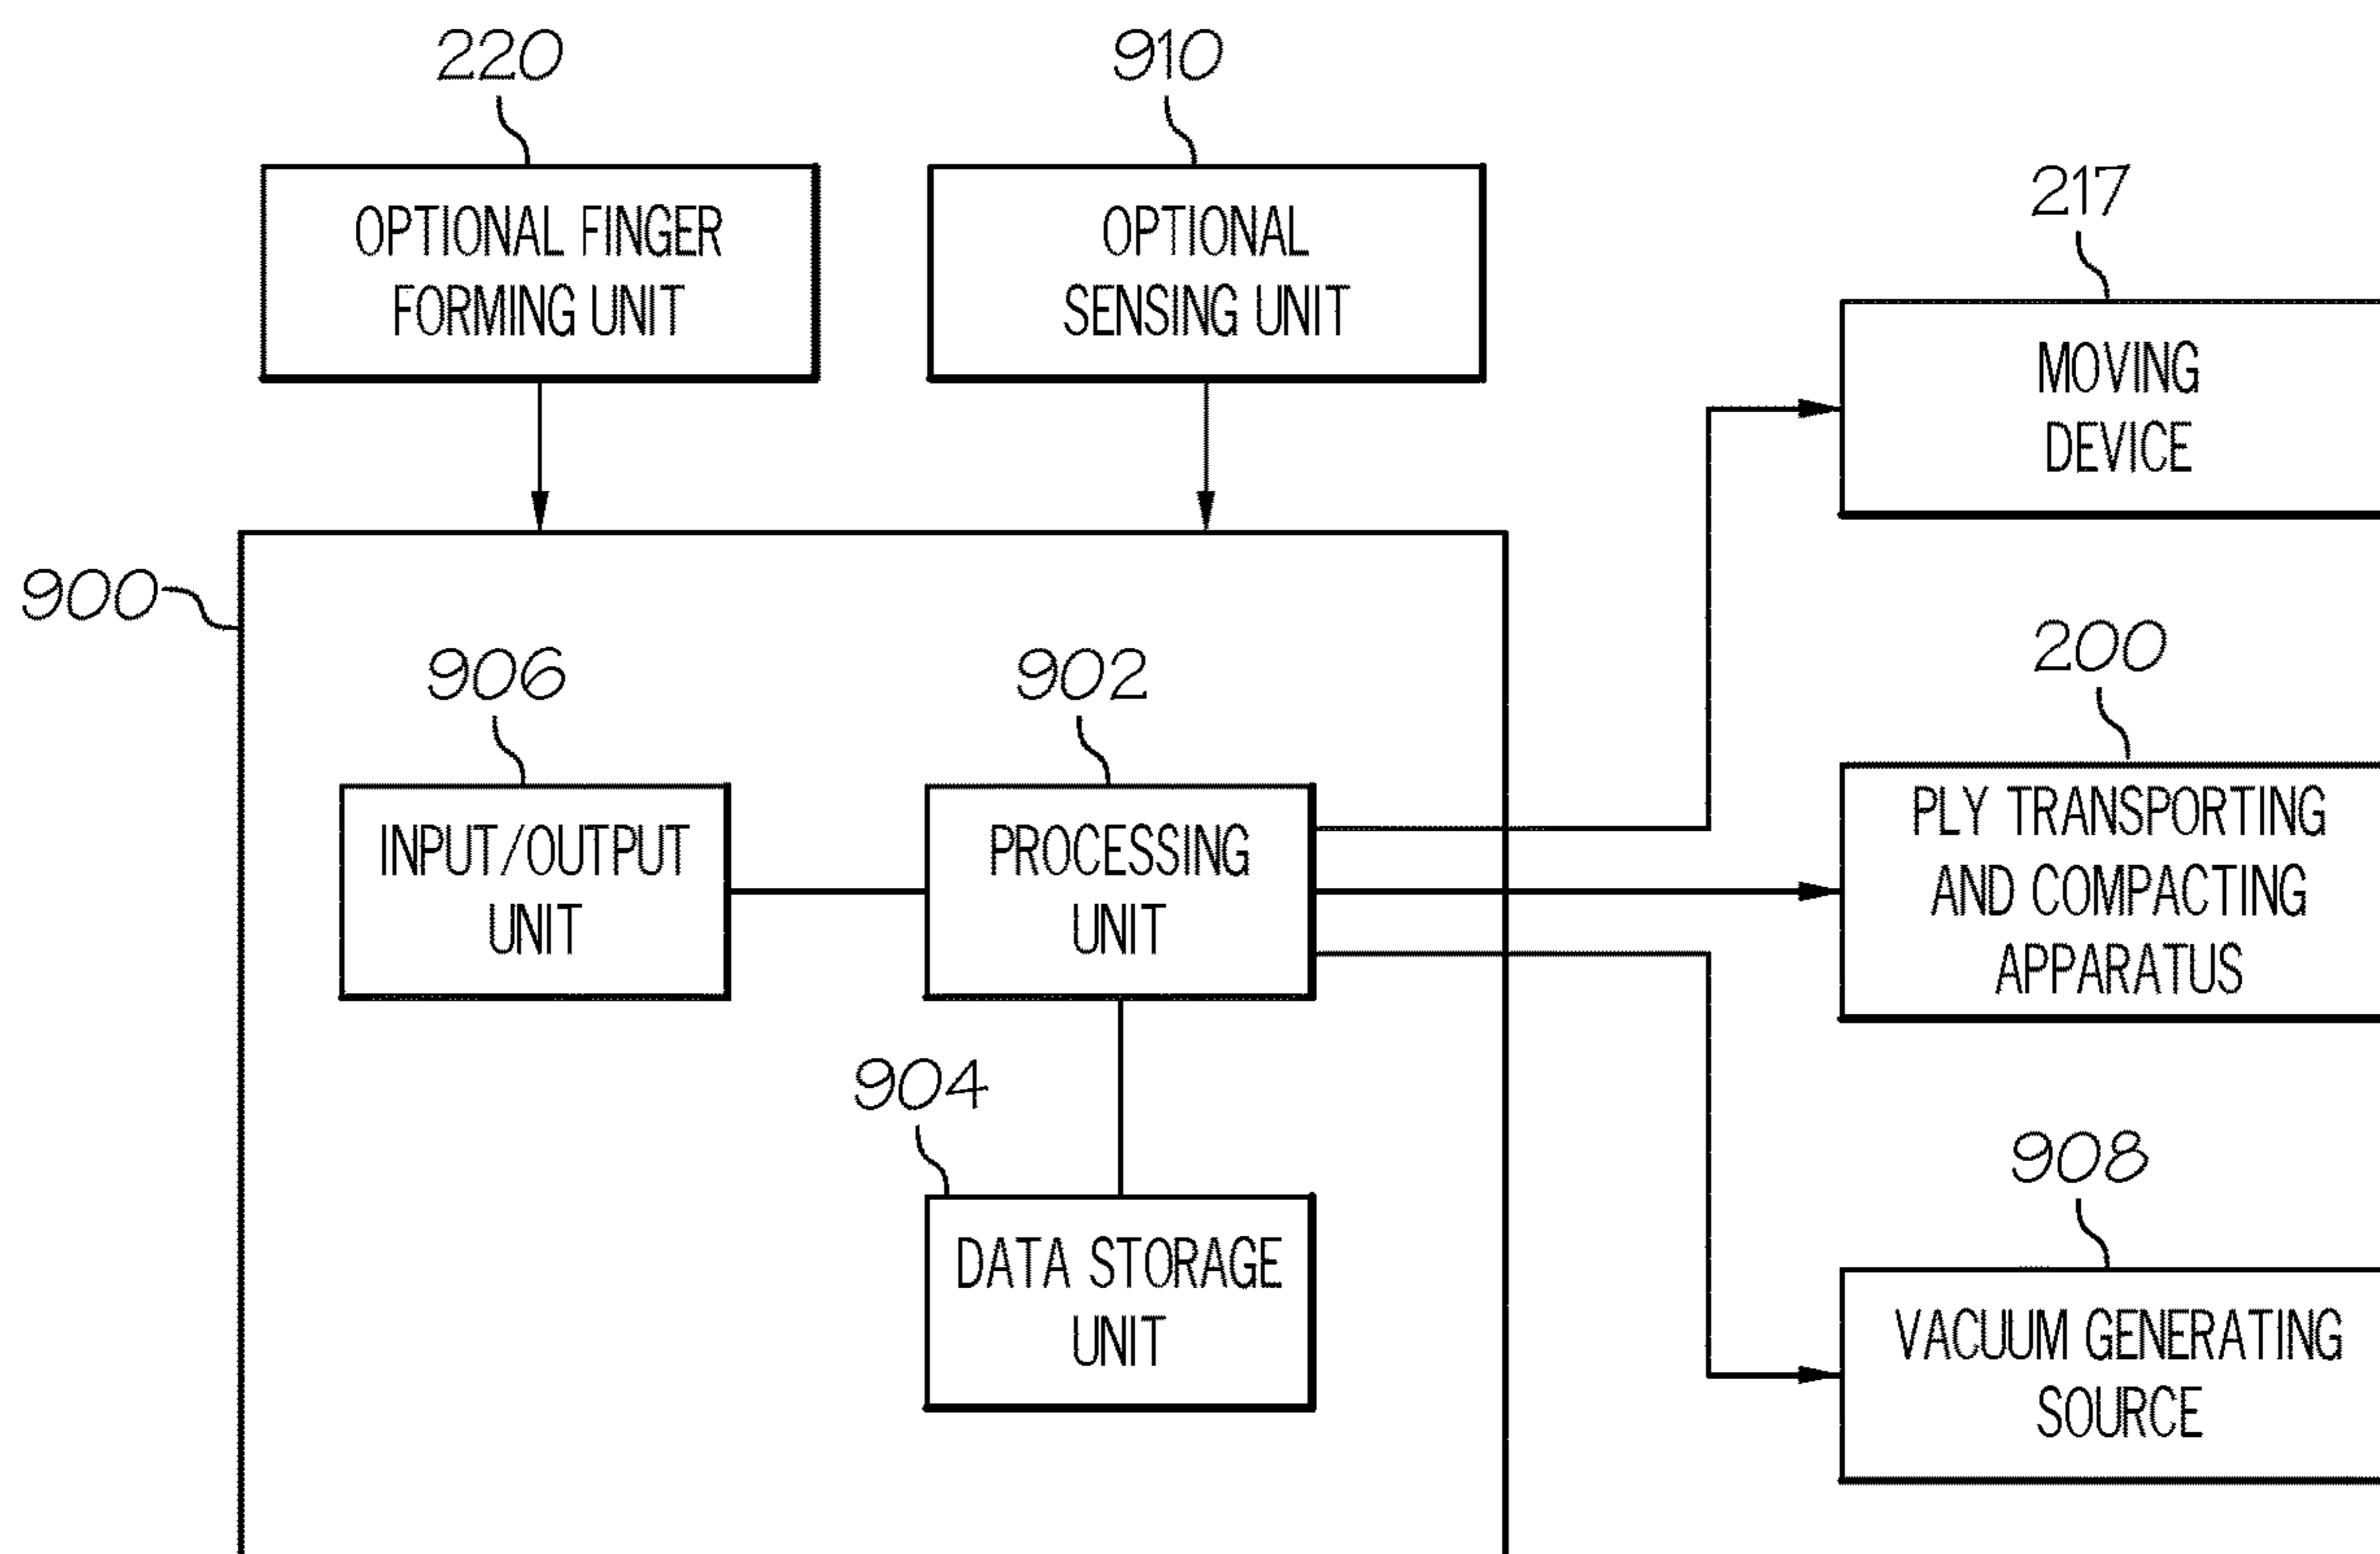 220
OPTIONAL FINGER
FORMING UNIT
910
OPTIONAL
SENSING UNIT
217
MOVING
DEVICE
900
906
INPUT/OUTPUT
UNIT
902
PROCESSING
UNIT
200
PLY TRANSPORTING
AND COMPACTING
APPARATUS
904
DATA STORAGE
UNIT
908
VACUUM GENERATING
SOURCE